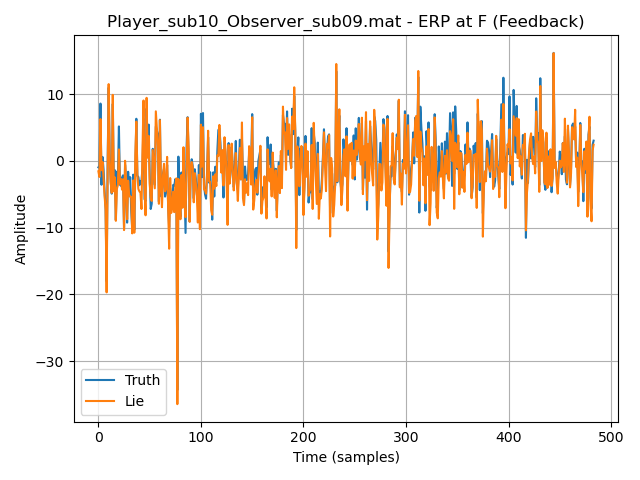 Player_sub10_Observer_sub09.mat - ERP at F (Feedback)
Amplitude
10
0
−10
−20
−30
Truth
Lie
0 100 200 300 400 500
Time (samples)